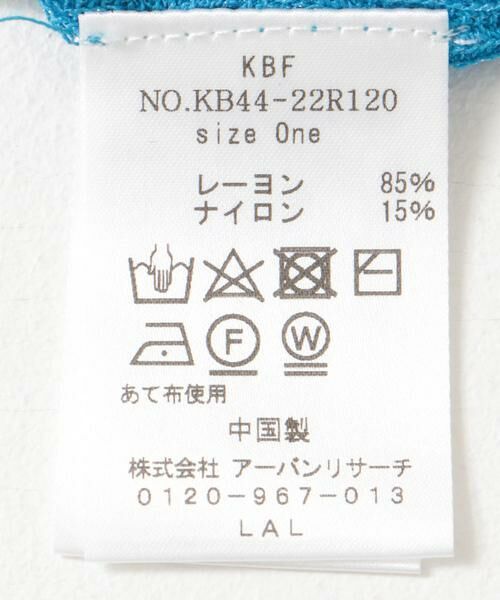 KBF
NO.KB44-22R120
size One
レーヨン 85%
ナイロン 15%
F W
あて布使用
中国製
株式会社 アーバンリサーチ
0120-967-013
LAL